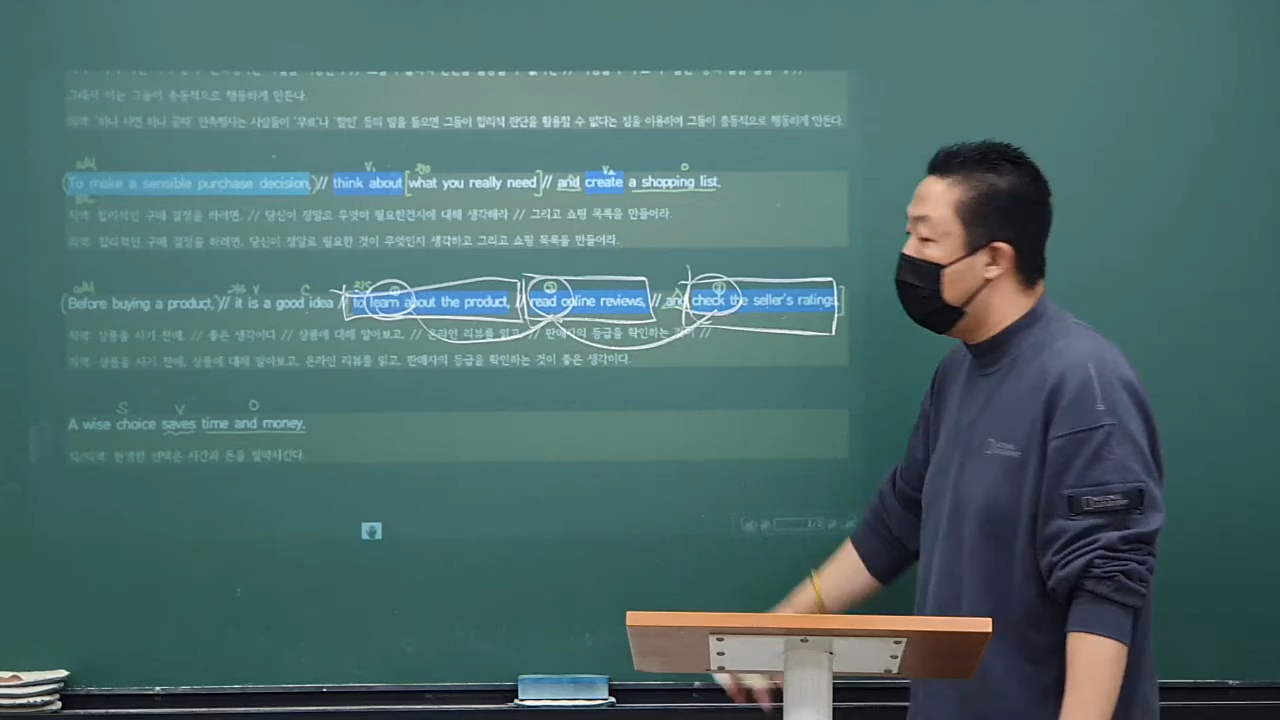 그래서 이는 그들이 충동적으로 행동하게 만든다.
의역: '하나 사면 하나 공짜' 판촉행사는 사람들이 '무료'나 '할인' 등의 말을 들으면 그들이 합리적 판단을 활용할 수 없다는 점을 이용하여 그들이 충동적으로 행동하게 만든다.
(To make a sensible purchase decision,) // think about [what you really need] // and create a shopping list.
직역: 합리적인 구매 결정을 하려면, // 당신이 정말로 무엇이 필요한건지에 대해 생각해라 // 그리고 쇼핑 목록을 만들어라.
의역: 합리적인 구매 결정을 하려면, 당신이 정말로 필요한 것이 무엇인지 생각하고 그리고 쇼핑 목록을 만들어라.
(Before buying a product,) // it is a good idea // to learn about the product, // read online reviews, // and check the seller's ratings.
직역: 상품을 사기 전에, // 좋은 생각이다 // 상품에 대해 알아보고, // 온라인 리뷰를 읽고 // 판매자의 등급을 확인하는 것이 //
의역: 상품을 사기 전에, 상품에 대해 알아보고, 온라인 리뷰를 읽고, 판매자의 등급을 확인하는 것이 좋은 생각이다.
S V O
A wise choice saves time and money.
직/의역: 현명한 선택은 시간과 돈을 절약시킨다.